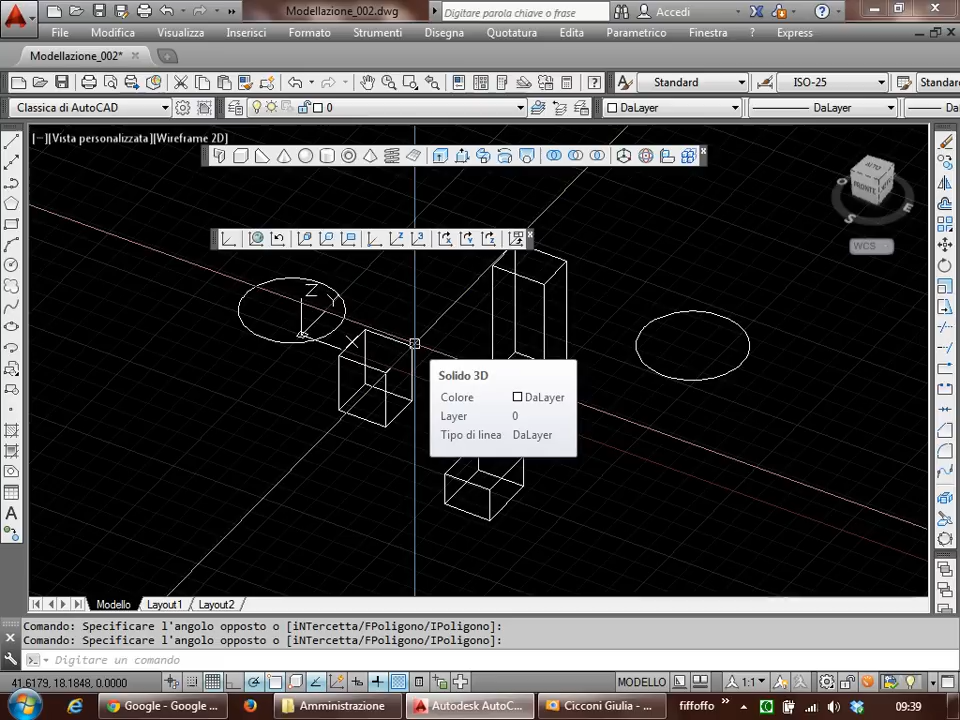 Modellazione_002.dwg
Digitare parola chiave o frase
Accedi
File Modifica Visualizza Inserisci Formato Strumenti Disegna Quotatura Edita Parametrico Finestra ? Express
Modellazione_002*
Standard ISO-25 Standard
Classica di AutoCAD 0 DaLayer DaLayer DaL
[−][Vista personalizzata][Wireframe 2D]
ALTO
FRONTE
O
S
E
WCS
Z
Y
X
Solido 3D
Colore DaLayer
Layer 0
Tipo di linea DaLayer
Modello Layout1 Layout2
Comando: Specificare l'angolo opposto o [iNTercetta/FPoligono/IPoligono]:
Comando: Specificare l'angolo opposto o [iNTercetta/FPoligono/IPoligono]:
Digitare un comando
41.6179, 18.1848, 0.0000
MODELLO
1:1
Google - Google ...
Amministrazione
Autodesk AutoC...
Cicconi Giulia - ...
fiffoffo
09:39